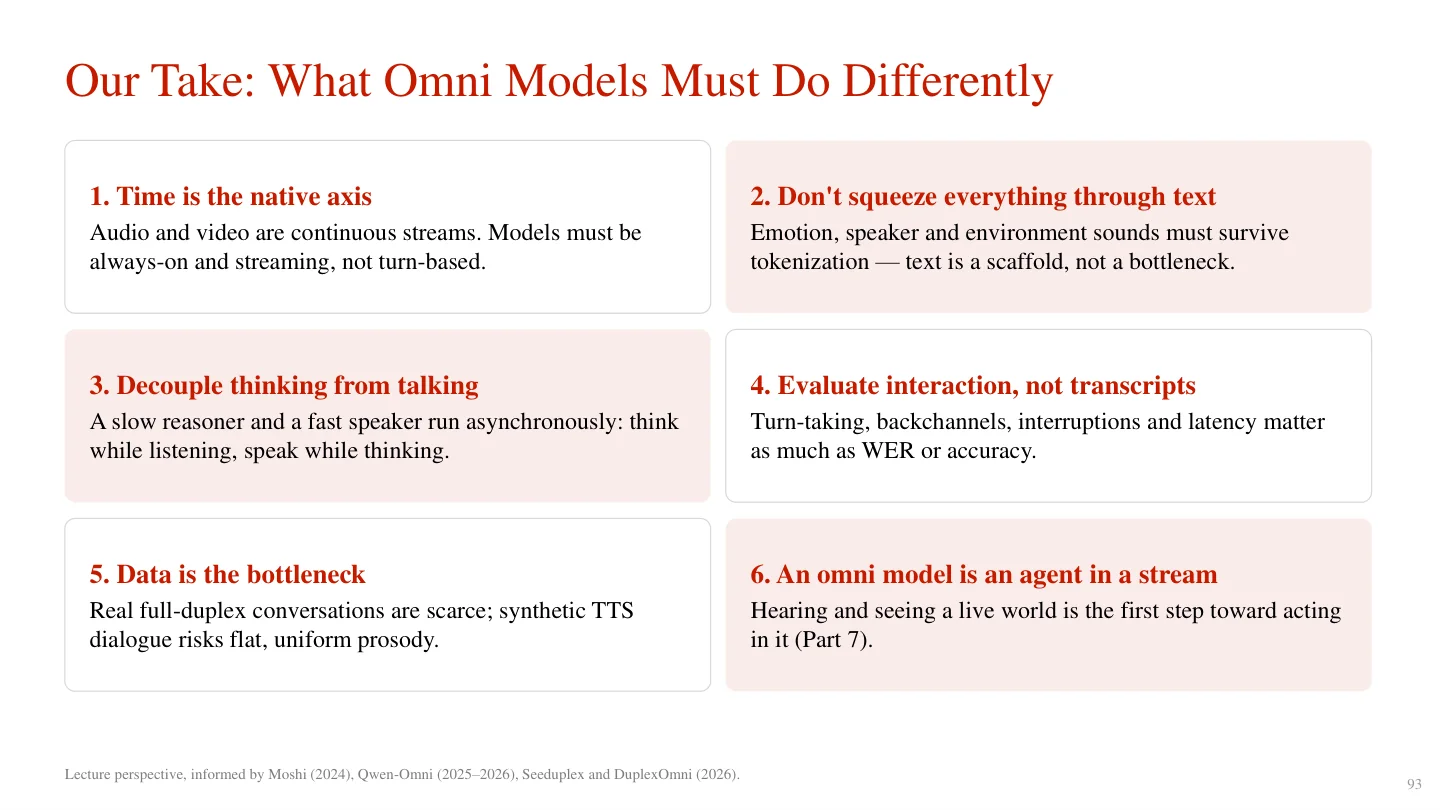 Our Take: What Omni Models Must Do Differently
1. Time is the native axis
Audio and video are continuous streams. Models must be
always-on and streaming, not turn-based.
2. Don't squeeze everything through text
Emotion, speaker and environment sounds must survive
tokenization — text is a scaffold, not a bottleneck.
3. Decouple thinking from talking
A slow reasoner and a fast speaker run asynchronously: think
while listening, speak while thinking.
4. Evaluate interaction, not transcripts
Turn-taking, backchannels, interruptions and latency matter
as much as WER or accuracy.
5. Data is the bottleneck
Real full-duplex conversations are scarce; synthetic TTS
dialogue risks flat, uniform prosody.
6. An omni model is an agent in a stream
Hearing and seeing a live world is the first step toward acting
in it (Part 7).
Lecture perspective, informed by Moshi (2024), Qwen-Omni (2025–2026), Seeduplex and DuplexOmni (2026).
93